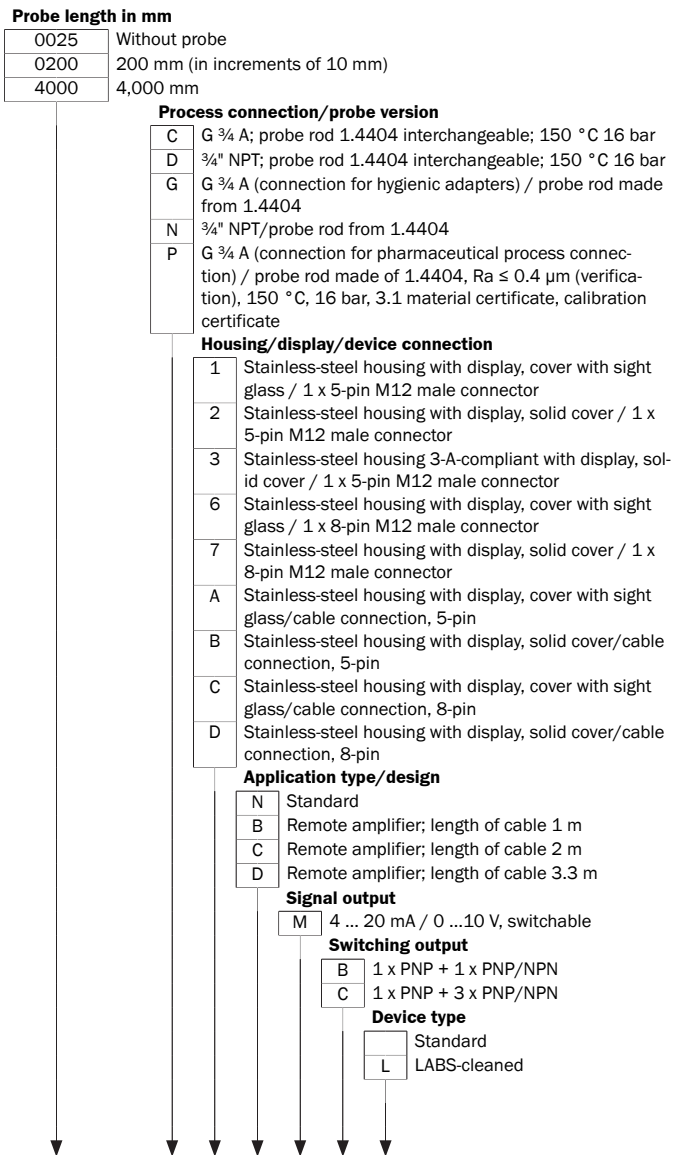 Probe length in mm
0025 Without probe
0200 200 mm (in increments of 10 mm)
4000 4,000 mm
Process connection/probe version
C G ¾ A; probe rod 1.4404 interchangeable; 150 °C 16 bar
D ¾" NPT; probe rod 1.4404 interchangeable; 150 °C 16 bar
G G ¾ A (connection for hygienic adapters) / probe rod made
from 1.4404
N ¾" NPT/probe rod from 1.4404
P G ¾ A (connection for pharmaceutical process connec-
tion) / probe rod made of 1.4404, Ra ≤ 0.4 µm (verifica-
tion), 150 °C, 16 bar, 3.1 material certificate, calibration
certificate
Housing/display/device connection
1 Stainless-steel housing with display, cover with sight
glass / 1 x 5-pin M12 male connector
2 Stainless-steel housing with display, solid cover / 1 x
5-pin M12 male connector
3 Stainless-steel housing 3-A-compliant with display, sol-
id cover / 1 x 5-pin M12 male connector
6 Stainless-steel housing with display, cover with sight
glass / 1 x 8-pin M12 male connector
7 Stainless-steel housing with display, solid cover / 1 x
8-pin M12 male connector
A Stainless-steel housing with display, cover with sight
glass/cable connection, 5-pin
B Stainless-steel housing with display, solid cover/cable
connection, 5-pin
C Stainless-steel housing with display, cover with sight
glass/cable connection, 8-pin
D Stainless-steel housing with display, solid cover/cable
connection, 8-pin
Application type/design
N Standard
B Remote amplifier; length of cable 1 m
C Remote amplifier; length of cable 2 m
D Remote amplifier; length of cable 3.3 m
Signal output
M 4 ... 20 mA / 0 ...10 V, switchable
Switching output
B 1 x PNP + 1 x PNP/NPN
C 1 x PNP + 3 x PNP/NPN
Device type
Standard
L LABS-cleaned